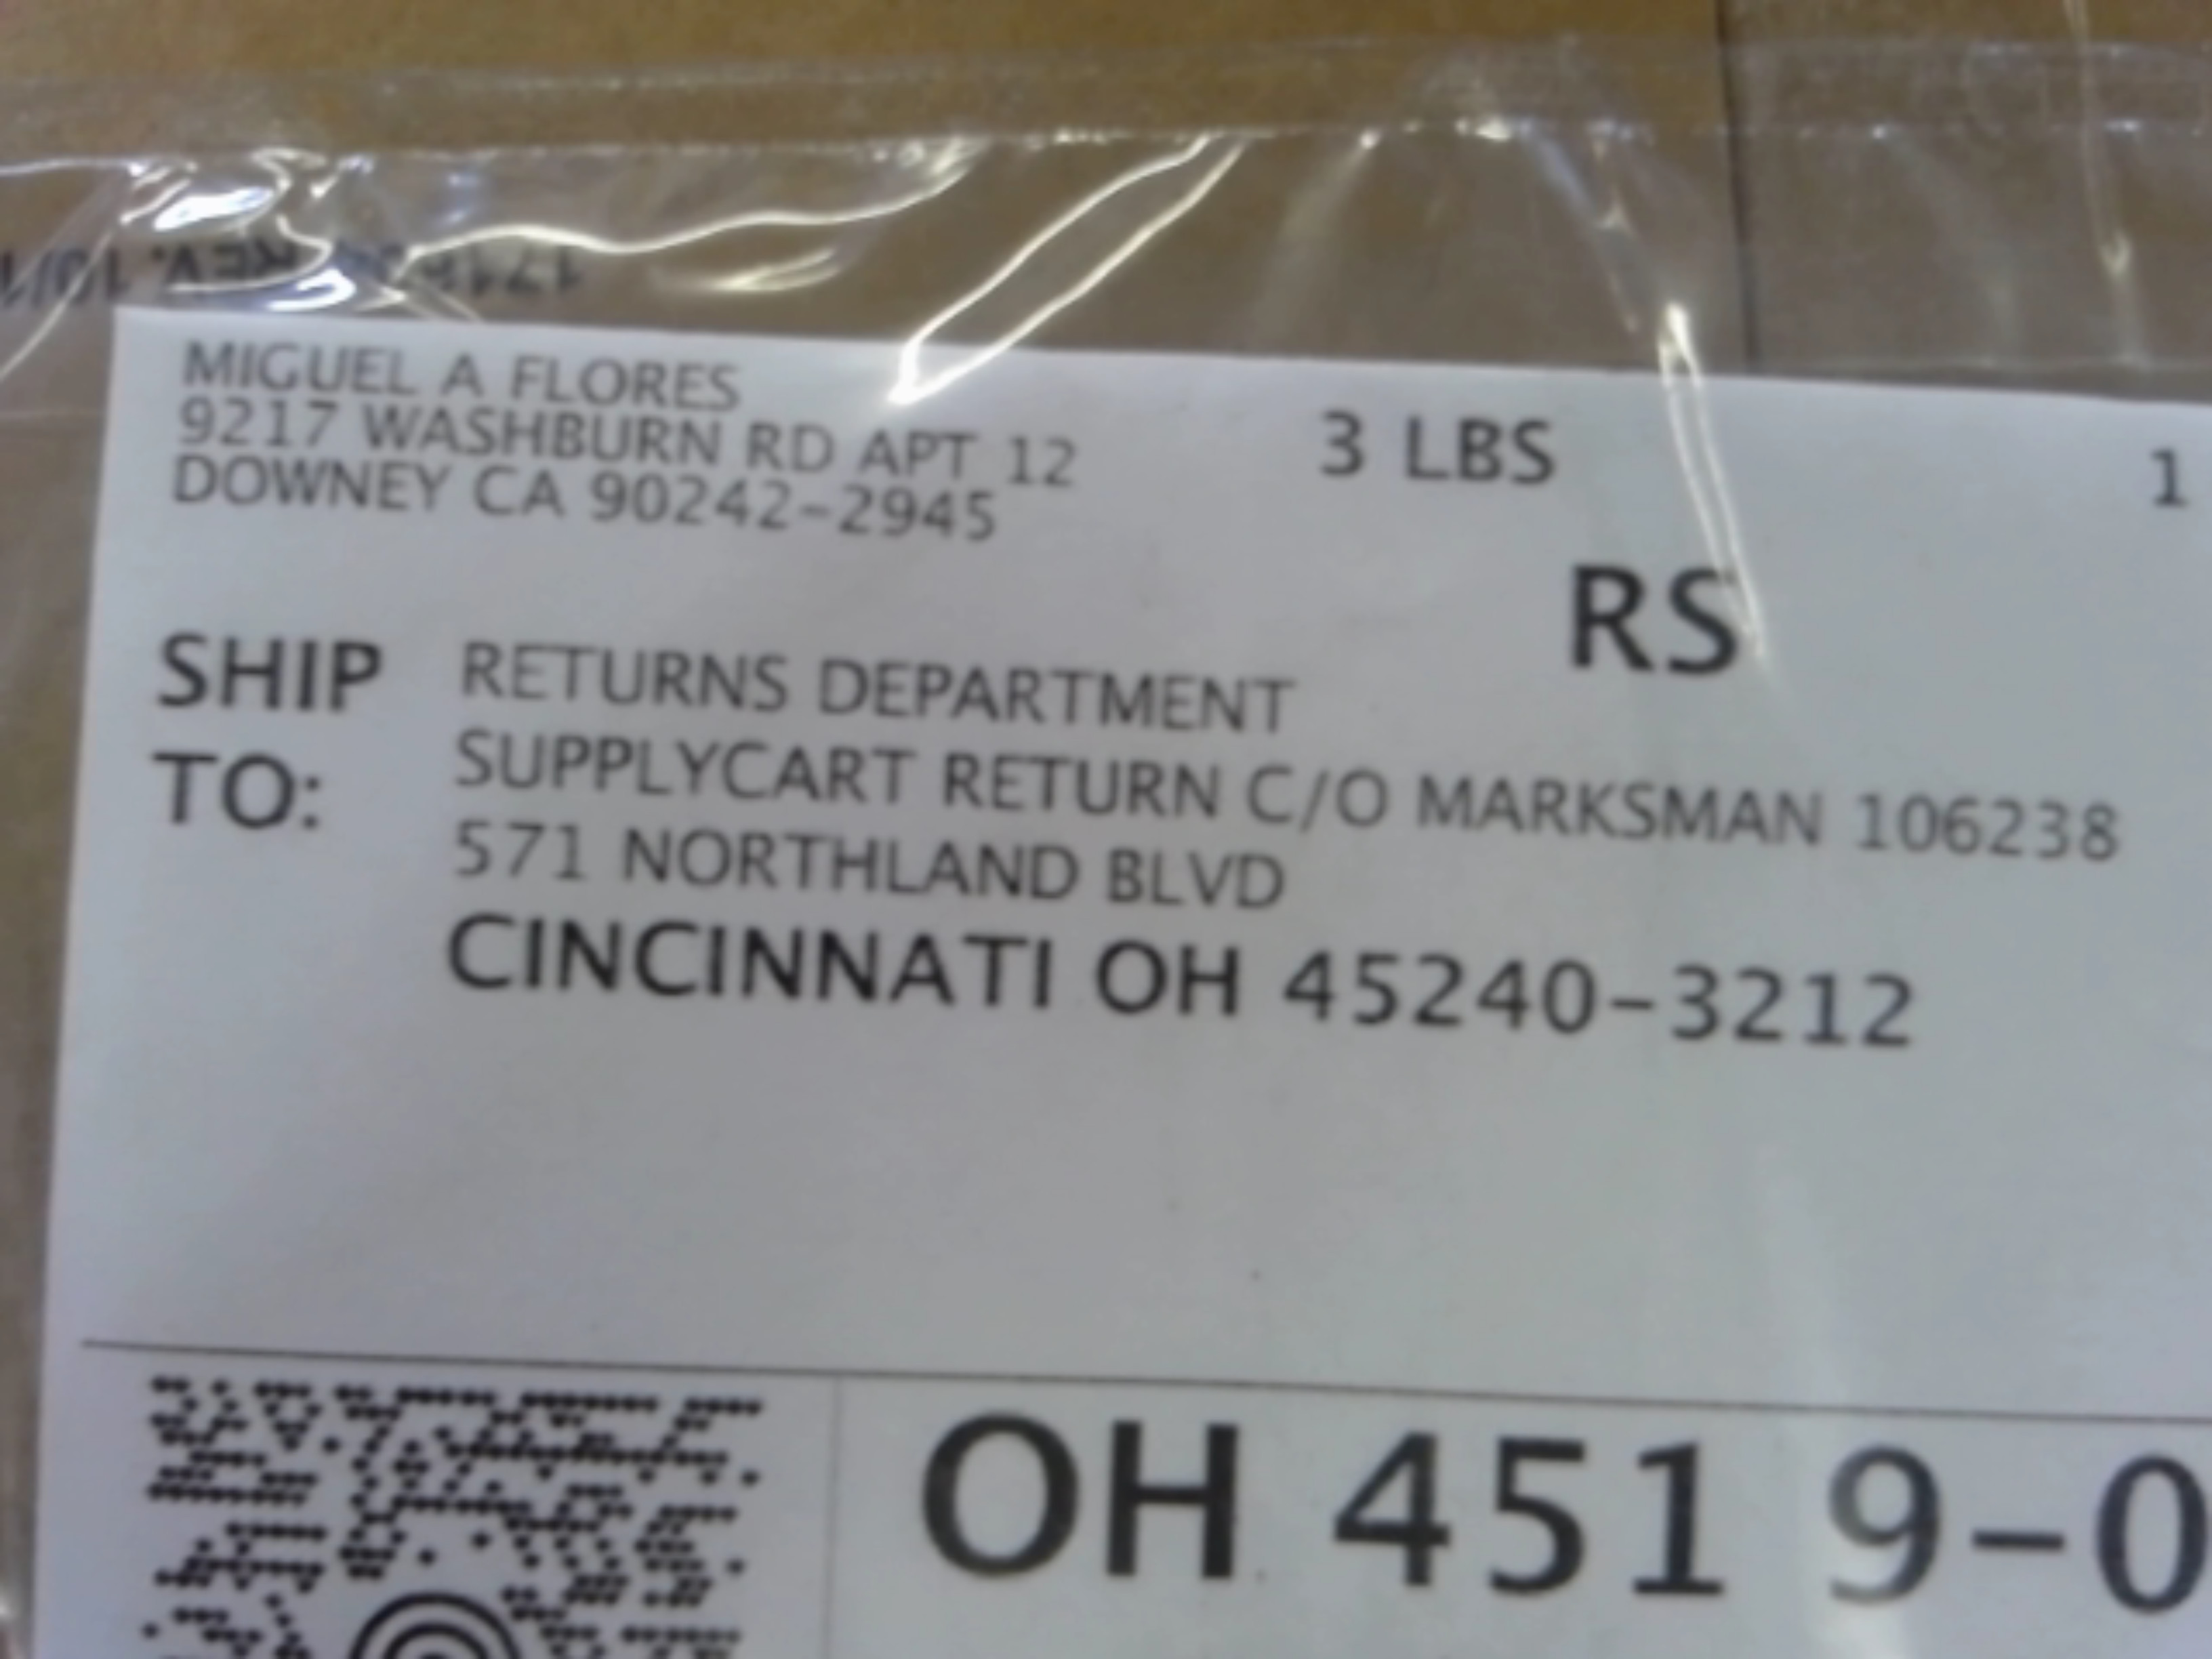 MIGUEL A FLORES
9217 WASHBURN RD APT 12
DOWNEY CA 90242-2945
3 LBS
1
RS
SHIP TO:
RETURNS DEPARTMENT
SUPPLYCART RETURN C/O MARKSMAN 106238
571 NORTHLAND BLVD
CINCINNATI OH 45240-3212
OH 451 9-0